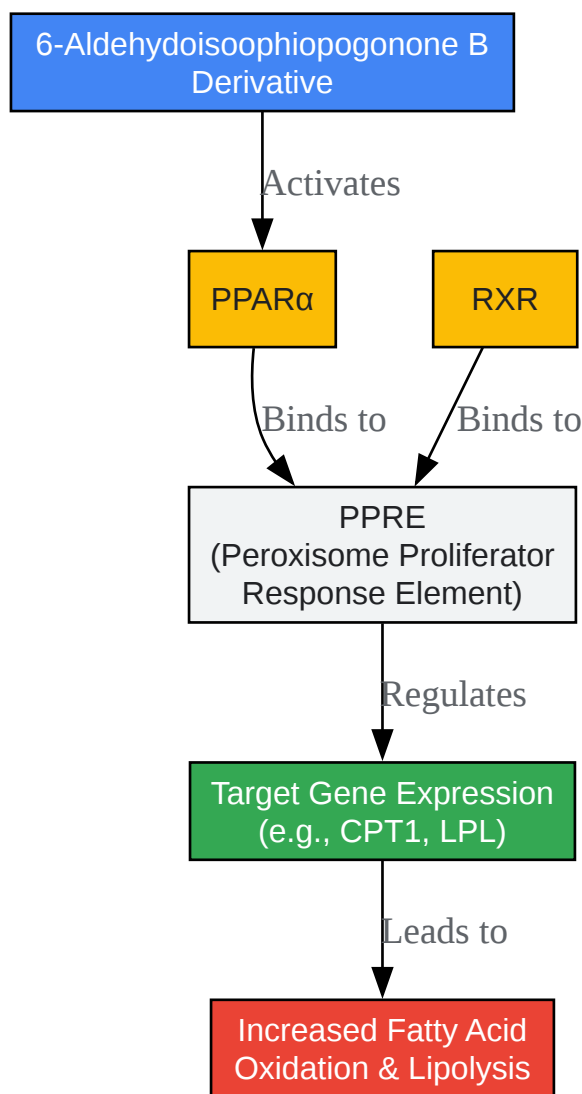 6-Aldehydoisoophiopogonone B
Derivative
Activates
PPARα
RXR
Binds to
Binds to
PPRE
(Peroxisome Proliferator
Response Element)
Regulates
Target Gene Expression
(e.g., CPT1, LPL)
Leads to
Increased Fatty Acid
Oxidation & Lipolysis